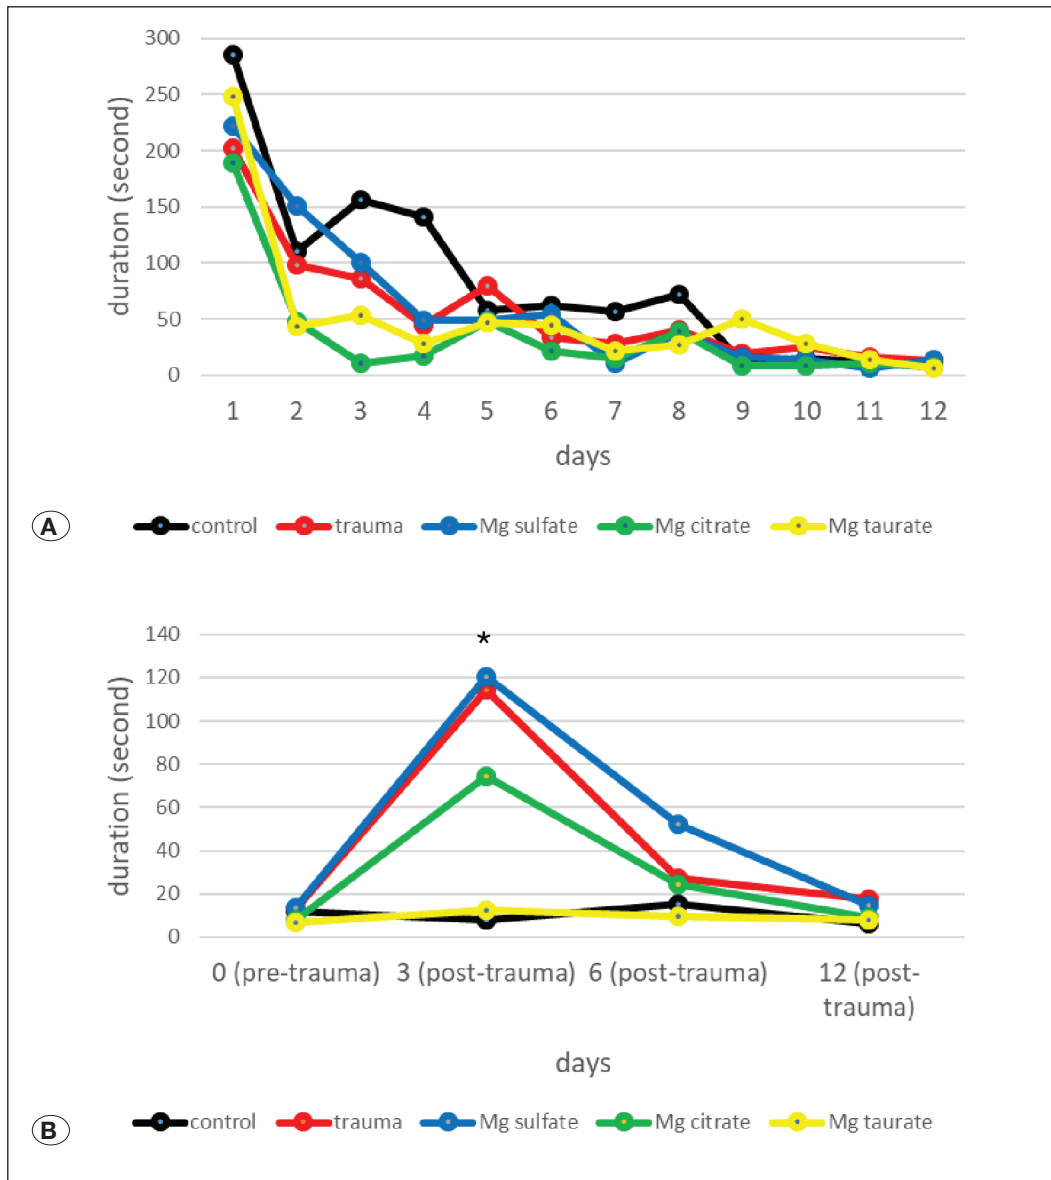 300
250
200
150
100
50
0
duration (second)
1 2 3 4 5 6 7 8 9 10 11 12
days
A
control trauma Mg sulfate Mg citrate Mg taurate
*
140
120
100
80
60
40
20
0
duration (second)
0 (pre-trauma) 3 (post-trauma) 6 (post-trauma) 12 (post-
trauma)
days
B
control trauma Mg sulfate Mg citrate Mg taurate